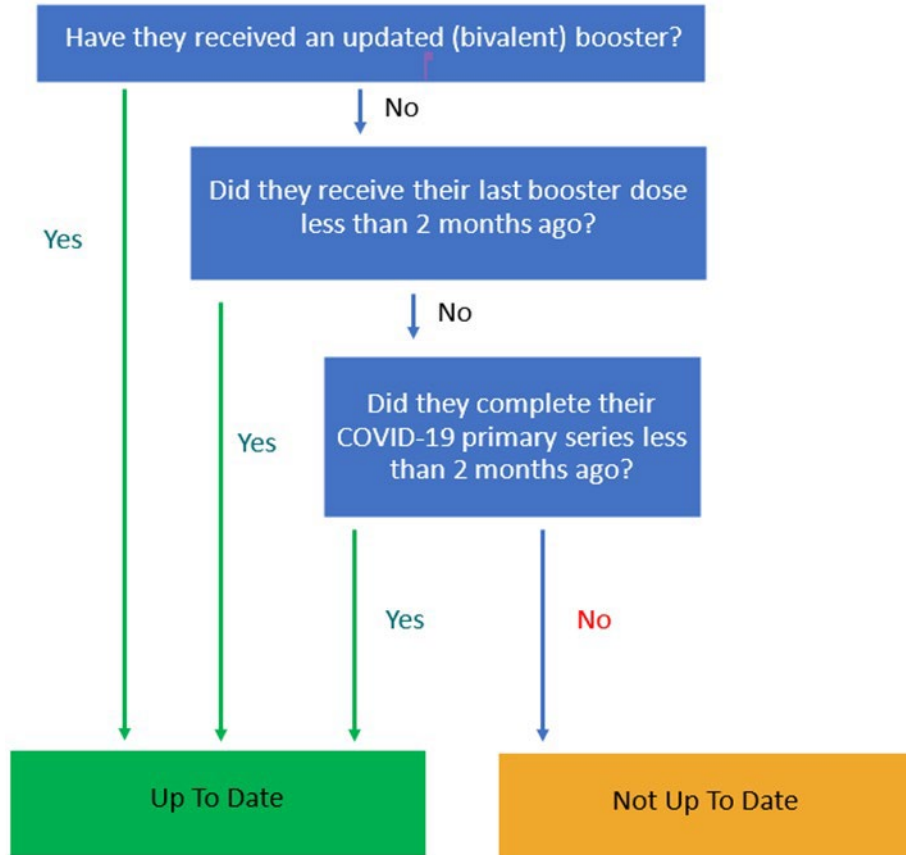 Have they received an updated (bivalent) booster?
No
Did they receive their last booster dose
less than 2 months ago?
Yes
No
Did they complete their
COVID-19 primary series less
than 2 months ago?
Yes
Yes
No
Up To Date
Not Up To Date